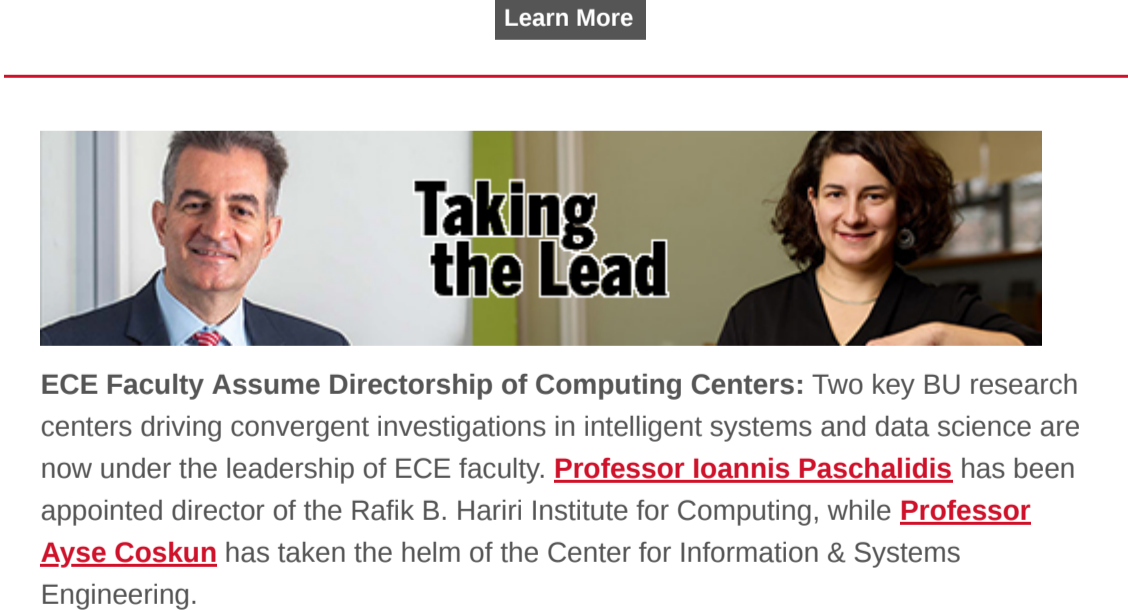 Learn More
Taking
the Lead
ECE Faculty Assume Directorship of Computing Centers: Two key BU research
centers driving convergent investigations in intelligent systems and data science are
now under the leadership of ECE faculty. Professor Ioannis Paschalidis has been
appointed director of the Rafik B. Hariri Institute for Computing, while Professor
Ayse Coskun has taken the helm of the Center for Information & Systems
Engineering.